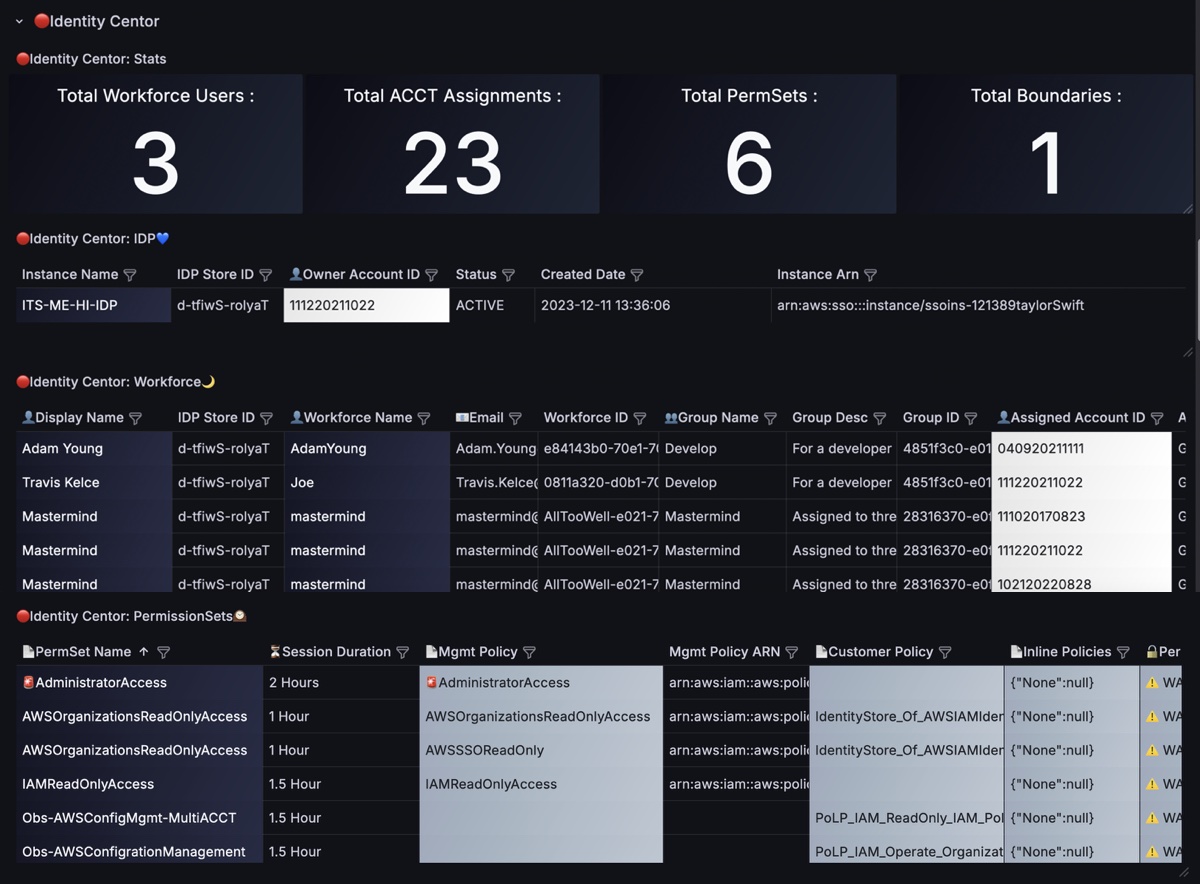 Identity Centor
Identity Centor: Stats
Total Workforce Users : Total ACCT Assignments : Total PermSets : Total Boundaries :
3 23 6 1
Identity Centor: IDP
Instance Name IDP Store ID Owner Account ID Status Created Date Instance Arn
ITS-ME-HI-IDP d-tfiwS-rolyaT 111220211022 ACTIVE 2023-12-11 13:36:06 arn:aws:sso:::instance/ssoins-121389taylorSwift
Identity Centor: Workforce
Display Name IDP Store ID Workforce Name Email Workforce ID Group Name Group Desc Group ID Assigned Account ID A
Adam Young d-tfiwS-rolyaT AdamYoung Adam.Young e84143b0-70e1-7 Develop For a developer 4851f3c0-e01 040920211111 G
Travis Kelce d-tfiwS-rolyaT Joe Travis.Kelce@ 0811a320-d0b1-7 Develop For a developer 4851f3c0-e01 111220211022 G
Mastermind d-tfiwS-rolyaT mastermind mastermind@ AllTooWell-e021-7 Mastermind Assigned to thre 28316370-e01 111020170823 G
Mastermind d-tfiwS-rolyaT mastermind mastermind@ AllTooWell-e021-7 Mastermind Assigned to thre 28316370-e01 111220211022 G
Mastermind d-tfiwS-rolyaT mastermind mastermind@ AllTooWell-e021-7 Mastermind Assigned to thre 28316370-e01 102120220828 G
Identity Centor: PermissionSets
PermSet Name Session Duration Mgmt Policy Mgmt Policy ARN Customer Policy Inline Policies Per
AdministratorAccess 2 Hours AdministratorAccess arn:aws:iam::aws:polic {"None":null} WA
AWSOrganizationsReadOnlyAccess 1 Hour AWSOrganizationsReadOnlyAccess arn:aws:iam::aws:polic IdentityStore_Of_AWSIAMIder {"None":null} WA
AWSOrganizationsReadOnlyAccess 1 Hour AWSSSOReadOnly arn:aws:iam::aws:polic IdentityStore_Of_AWSIAMIder {"None":null} WA
IAMReadOnlyAccess 1.5 Hour IAMReadOnlyAccess arn:aws:iam::aws:polic {"None":null} WA
Obs-AWSConfigMgmt-MultiACCT 1.5 Hour PoLP_IAM_ReadOnly_IAM_Pol {"None":null} WA
Obs-AWSConfigrationManagement 1.5 Hour PoLP_IAM_Operate_Organizat {"None":null} WA